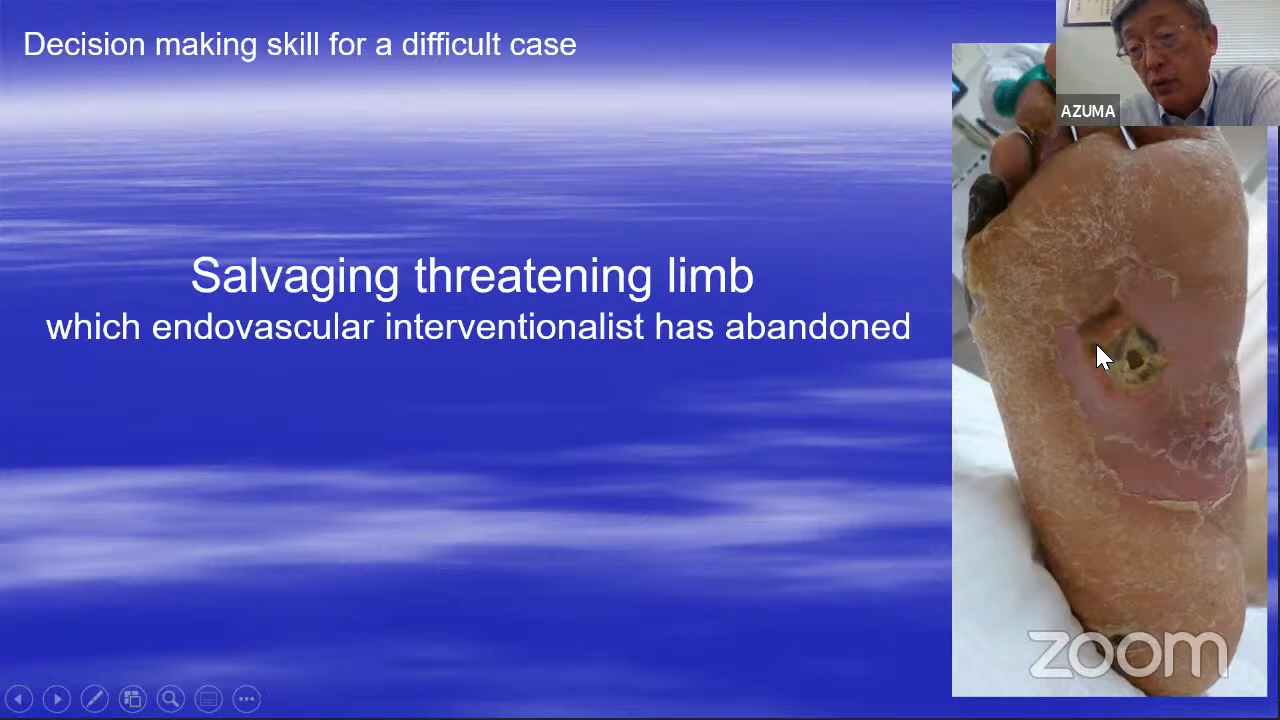 Decision making skill for a difficult case
AZUMA
Salvaging threatening limb
which endovascular interventionalist has abandoned
zoom